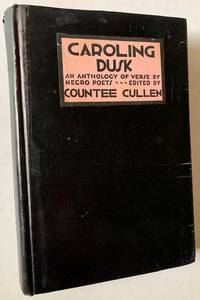 CAROLING
DUSK
AN ANTHOLOGY OF VERSE BY
NEGRO POETS --- EDITED BY
COUNTEE CULLEN